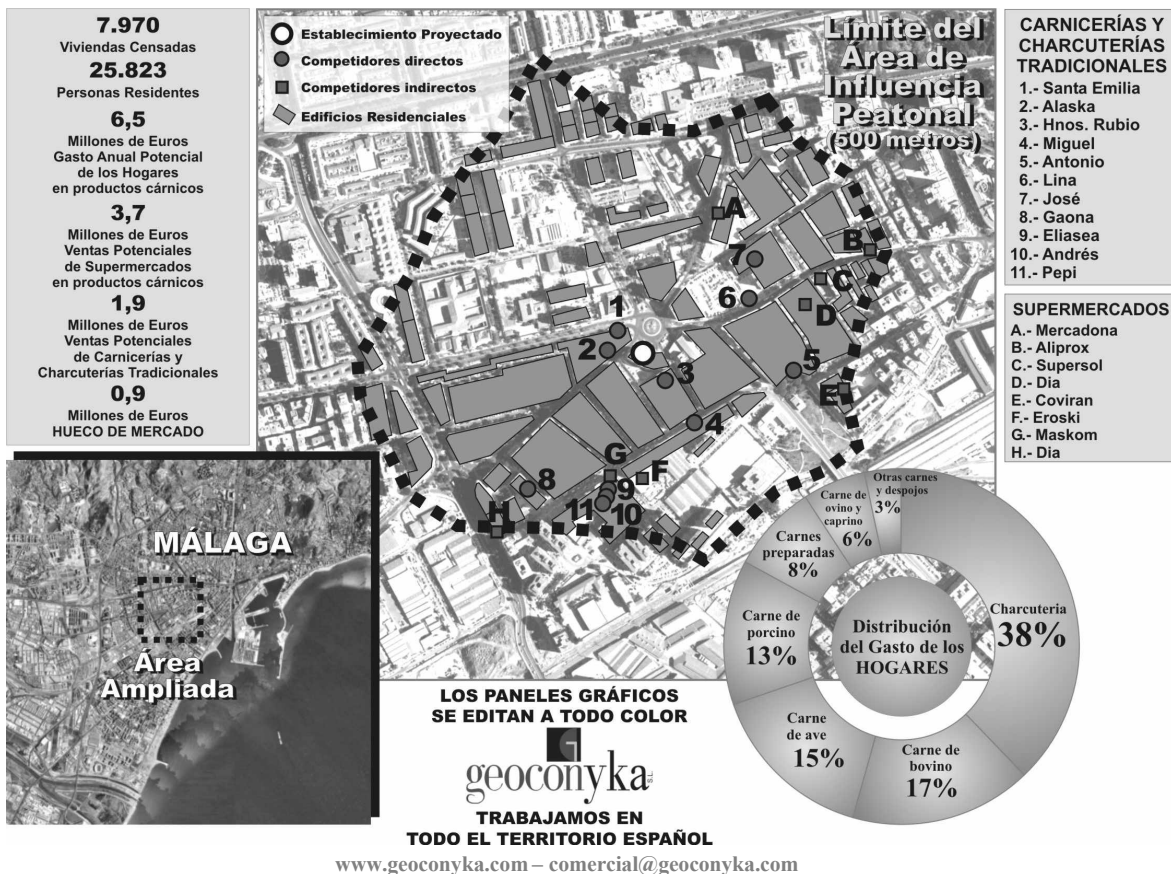 7.970
Viviendas Censadas
25.823
Personas Residentes
6,5
Millones de Euros
Gasto Anual Potencial
de los Hogares
en productos cárnicos
3,7
Millones de Euros
Ventas Potenciales
de Supermercados
en productos cárnicos
1,9
Millones de Euros
Ventas Potenciales
de Carnicerías y
Charcuterías Tradicionales
0,9
Millones de Euros
HUECO DE MERCADO
Establecimiento Proyectado
Competidores directos
Competidores indirectos
Edificios Residenciales
Límite del
Área de
Influencia
Peatonal
(500 metros)
A
B
7
C
6
D
1
2
3
5
E
4
G
F
8
9
H
11
10
CARNICERÍAS Y
CHARCUTERÍAS
TRADICIONALES
1.- Santa Emilia
2.- Alaska
3.- Hnos. Rubio
4.- Miguel
5.- Antonio
6.- Lina
7.- José
8.- Gaona
9.- Eliasea
10.- Andrés
11.- Pepi
SUPERMERCADOS
A.- Mercadona
B.- Aliprox
C.- Supersol
D.- Dia
E.- Coviran
F.- Eroski
G.- Maskom
H.- Dia
MÁLAGA
Área
Ampliada
Otras carnes
y despojos
3%
Carne de
ovino y
caprino
6%
Carnes
preparadas
8%
Carne de
porcino
13%
Carne
de ave
15%
Carne de
bovino
17%
Charcuteria
38%
Distribución
del Gasto de los
HOGARES
LOS PANELES GRÁFICOS
SE EDITAN A TODO COLOR
geoconyka S.L.
TRABAJAMOS EN
TODO EL TERRITORIO ESPAÑOL
www.geoconyka.com – comercial@geoconyka.com